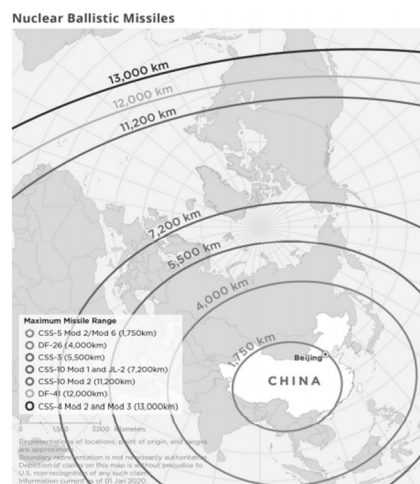 Nuclear Ballistic Missiles
13,000 km
12,000 km
11,200 km
7,200 km
5,500 km
4,000 km
1,750 km
Beijing
CHINA
Maximum Missile Range
CSS-5 Mod 2/Mod 6 (1,750km)
DF-26 (4,000km)
CSS-3 (5,500km)
CSS-10 Mod 1 and JL-2 (7,200km)
CSS-10 Mod 2 (11,200km)
DF-41 (12,000km)
CSS-4 Mod 2 and Mod 3 (13,000km)
0 1,500 3,000 Kilometers
Representations of locations, point of origin, and ranges
are approximate.
Boundary representation is not necessarily authoritative.
Depiction of claims on this map is without prejudice to
U.S. non-recognition of any such claims.
Information current as of 01 Jan 2020.